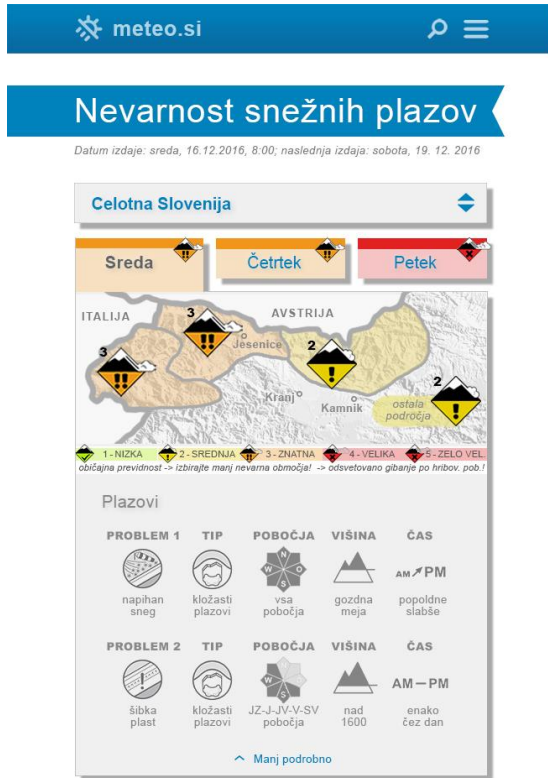 meteo.si
Nevarnost snežnih plazov
Datum izdaje: sreda, 16.12.2016, 8:00; naslednja izdaja: sobota, 19. 12. 2016
Celotna Slovenija
Sreda
Četrtek
Petek
ITALIJA
AVSTRIJA
3
3
Jesenice
2
2
Kranj
Kamnik
ostala
področja
1 - NIZKA 2 - SREDNJA 3 - ZNATNA 4 - VELIKA 5 - ZELO VEL.
običajna previdnost -> izbirajte manj nevarna območja! -> odsvetovano gibanje po hribov. pob.!
Plazovi
PROBLEM 1 TIP POBOČJA VIŠINA ČAS
N
W O
S
AM PM
napihan kložasti vsa gozdna popoldne
sneg plazovi pobočja meja slabše
PROBLEM 2 TIP POBOČJA VIŠINA ČAS
W
S
AM – PM
šibka kložasti JZ-J-JV-V-SV nad enako
plast plazovi pobočja 1600 čez dan
Manj podrobno